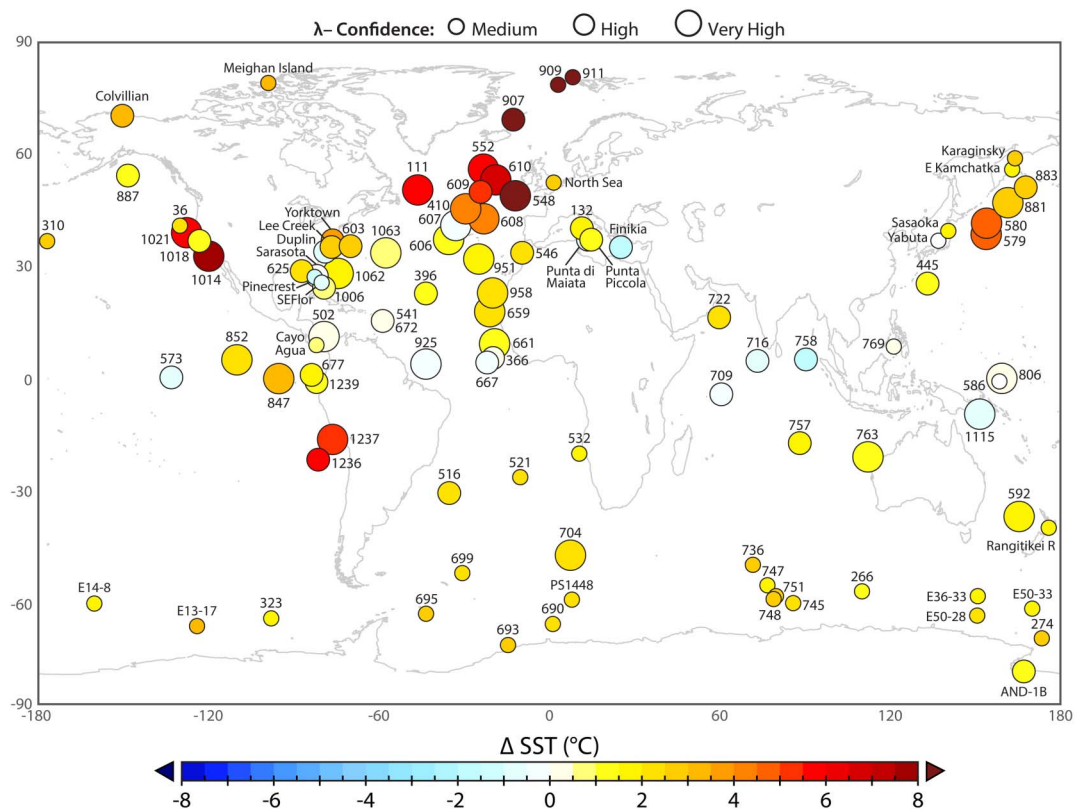 λ– Confidence: Medium High Very High
90
909 911
Meighan Island
Colvillian
907
60
552
Karaginsky
E Kamchatka
111
610
883
609
North Sea
887
410
548
881
Yorktown
607
132
310
36
Lee Creek
603
1063
608
Finikia
Sasaoka
580
Duplin
Yabuta
1021
Sarasota
606
546
579
1018
30
1014
625
1062
951
Punta di
Maiata
Punta
Piccola
445
Pinecrest
SEFlor
1006
396
958
502
541
672
659
722
852
Cayo
Agua
925
661
716
758
769
573
677
366
0
1239
667
709
586
806
847
1115
1237
757
763
1236
532
-30
516
521
592
704
Rangitikei R
736
699
747
E14-8
PS1448
751
266
E36-33
E50-33
-60
E13-17
323
695
690
748
745
E50-28
274
693
AND-1B
-90
-180 -120 -60 0 60 120 180
Δ SST (°C)
-8 -6 -4 -2 0 2 4 6 8